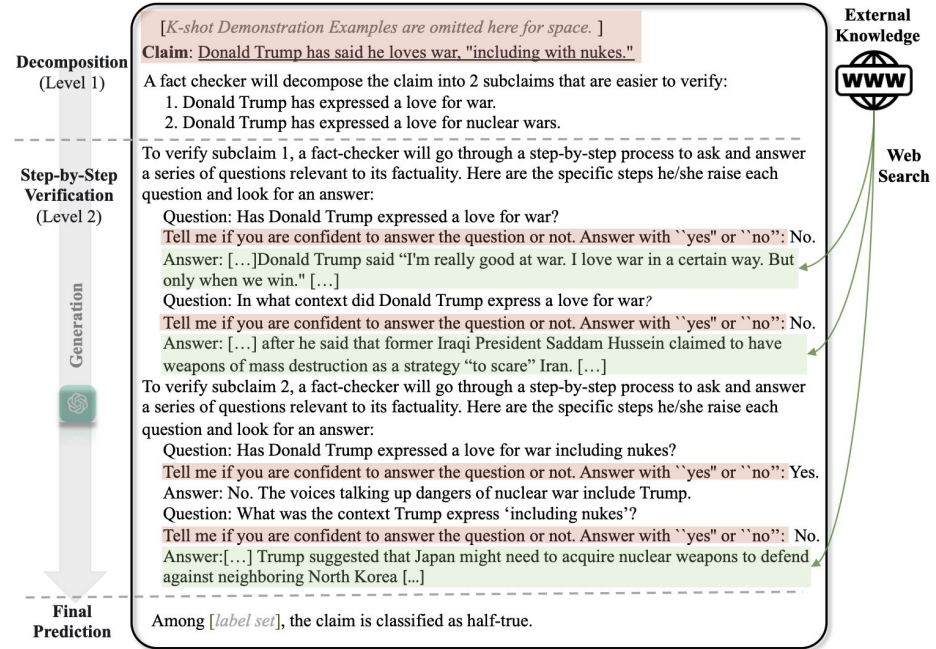 [K-shot Demonstration Examples are omitted here for space. ]
Claim: Donald Trump has said he loves war, "including with nukes."
External
Knowledge
WWW
Web
Search
Decomposition
(Level 1)
A fact checker will decompose the claim into 2 subclaims that are easier to verify:
1. Donald Trump has expressed a love for war.
2. Donald Trump has expressed a love for nuclear wars.
Step-by-Step
Verification
(Level 2)
Generation
To verify subclaim 1, a fact-checker will go through a step-by-step process to ask and answer
a series of questions relevant to its factuality. Here are the specific steps he/she raise each
question and look for an answer:
Question: Has Donald Trump expressed a love for war?
Tell me if you are confident to answer the question or not. Answer with ``yes" or ``no”: No.
Answer: […]Donald Trump said “I'm really good at war. I love war in a certain way. But
only when we win." […]
Question: In what context did Donald Trump express a love for war?
Tell me if you are confident to answer the question or not. Answer with ``yes" or ``no”: No.
Answer: […] after he said that former Iraqi President Saddam Hussein claimed to have
weapons of mass destruction as a strategy “to scare” Iran. […]
To verify subclaim 2, a fact-checker will go through a step-by-step process to ask and answer
a series of questions relevant to its factuality. Here are the specific steps he/she raise each
question and look for an answer:
Question: Has Donald Trump expressed a love for war including nukes?
Tell me if you are confident to answer the question or not. Answer with ``yes" or ``no”: Yes.
Answer: No. The voices talking up dangers of nuclear war include Trump.
Question: What was the context Trump express ‘including nukes’?
Tell me if you are confident to answer the question or not. Answer with ``yes" or ``no”: No.
Answer:[…] Trump suggested that Japan might need to acquire nuclear weapons to defend
against neighboring North Korea [...]
Final
Prediction
Among [label set], the claim is classified as half-true.